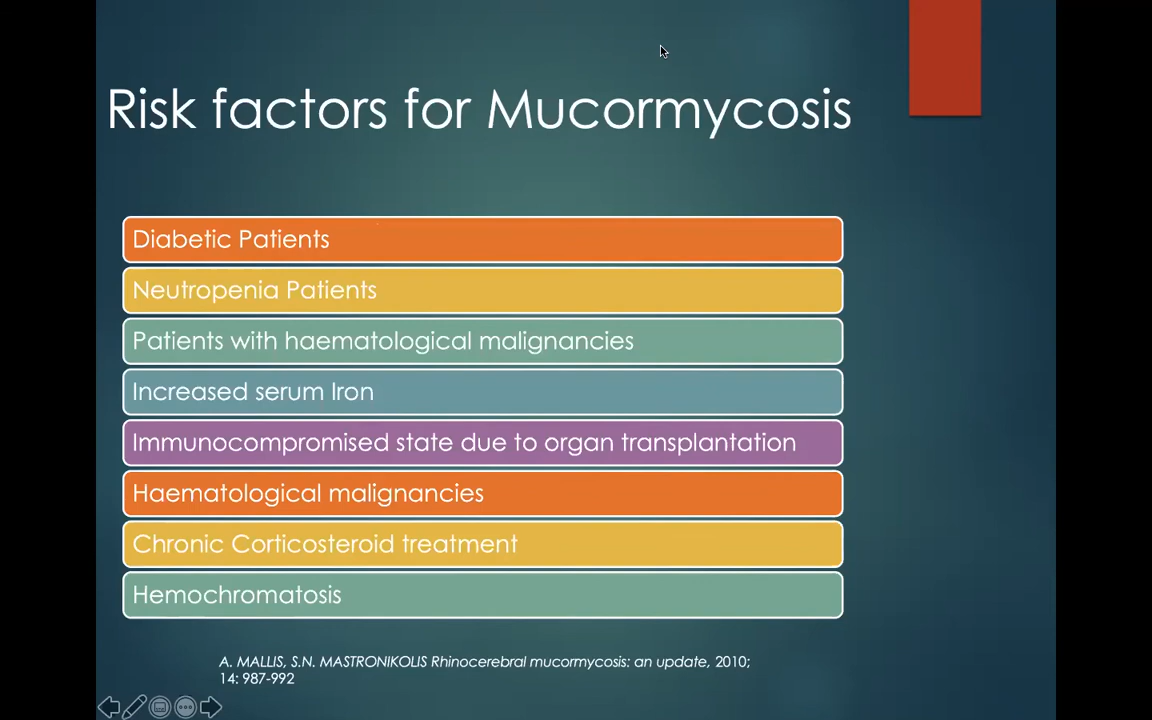 Risk factors for Mucormycosis
Diabetic Patients
Neutropenia Patients
Patients with haematological malignancies
Increased serum Iron
Immunocompromised state due to organ transplantation
Haematological malignancies
Chronic Corticosteroid treatment
Hemochromatosis
A. MALLIS, S.N. MASTRONIKOLIS Rhinocerebral mucormycosis: an update, 2010;
14: 987-992